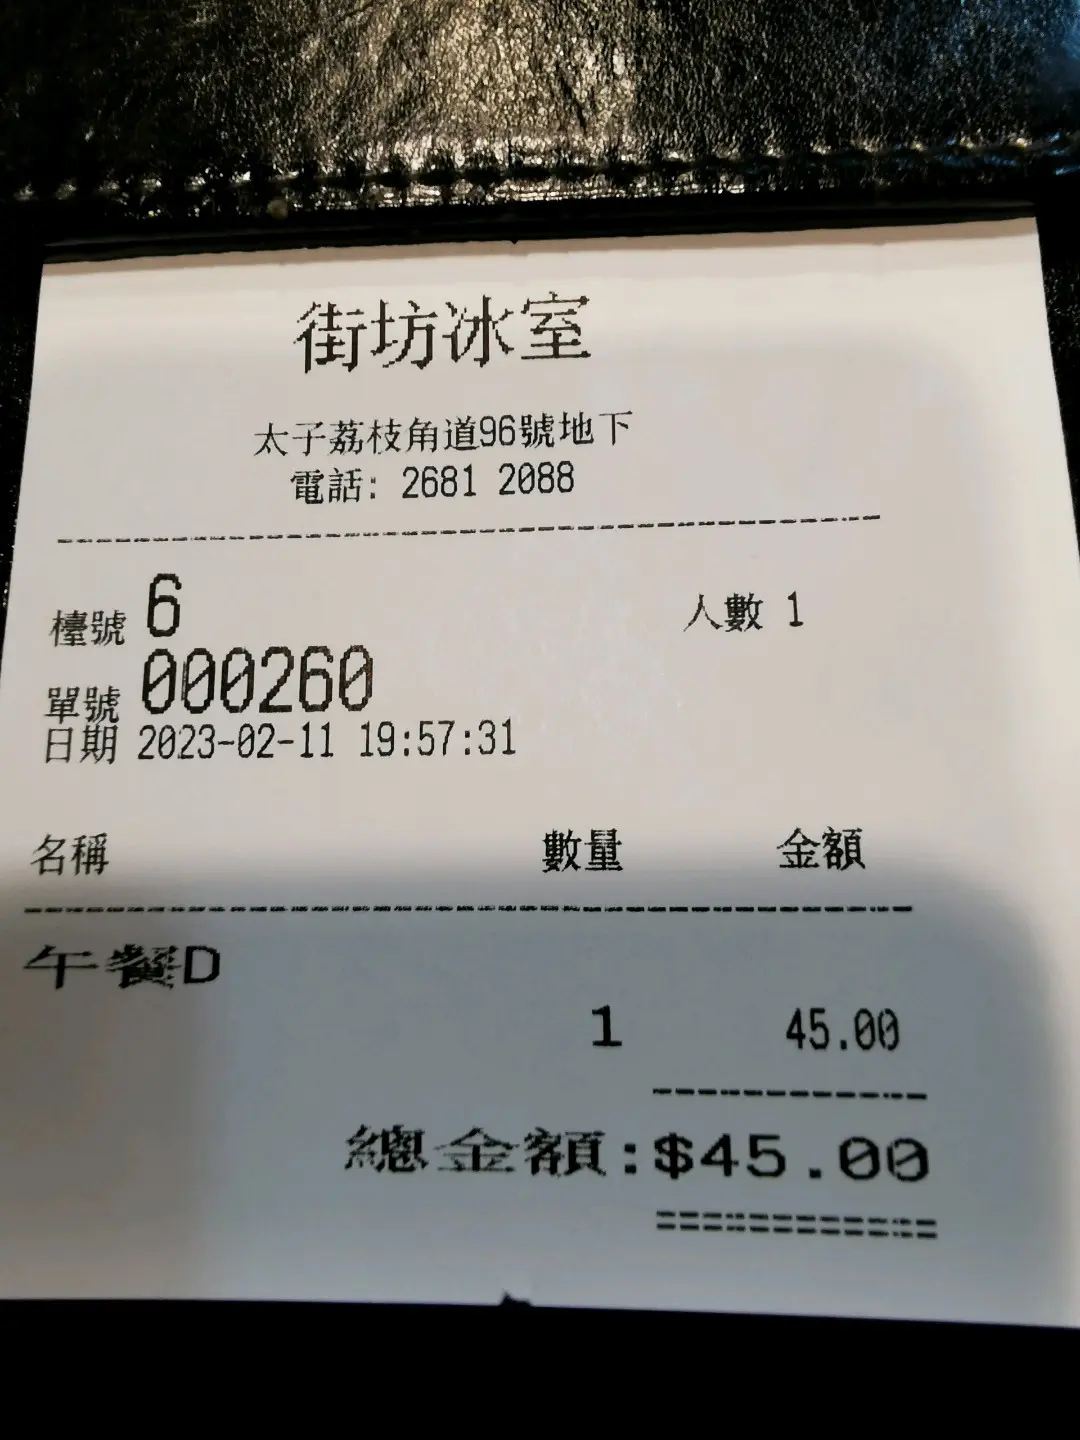 街坊冰室
太子荔枝角道96號地下
電話: 2681 2088
檯號 6
人數 1
單號 000260
日期 2023-02-11 19:57:31
名稱 數量 金額
午餐D
1 45.00
總金額:$45.00